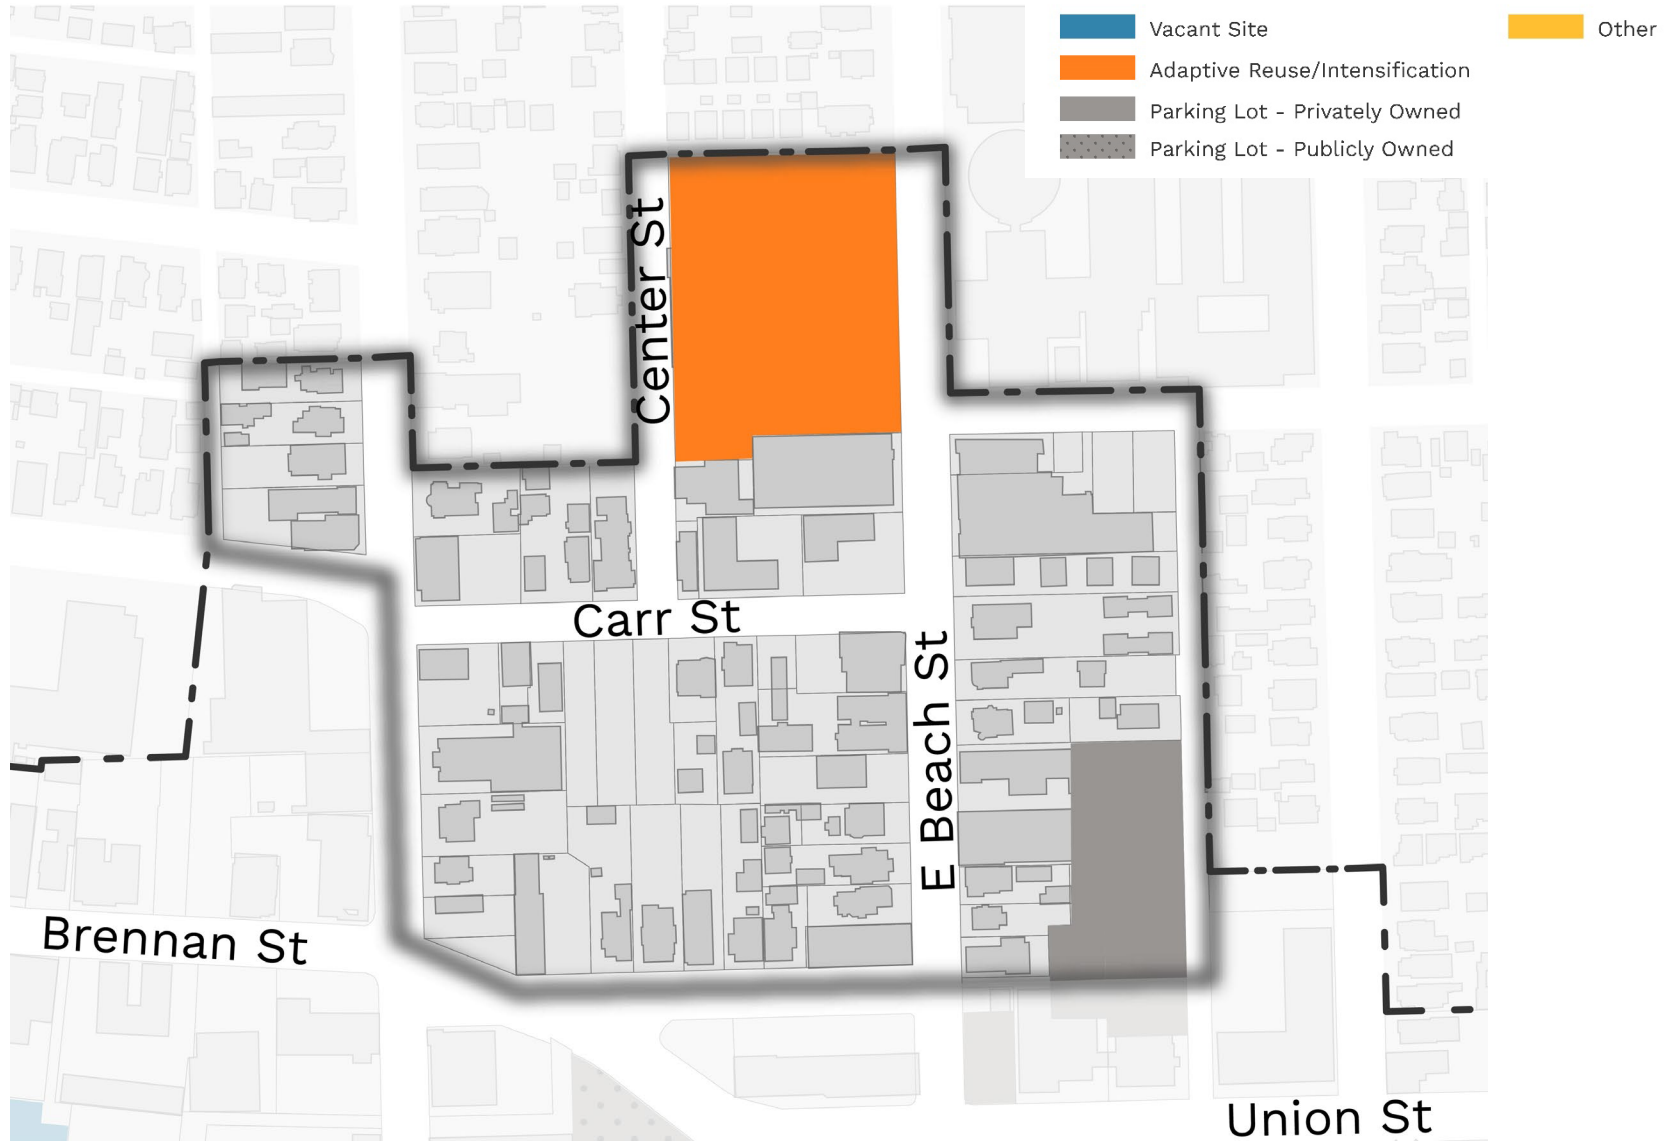 Vacant Site
Other
Adaptive Reuse/Intensification
Parking Lot - Privately Owned
Parking Lot - Publicly Owned
Center St
Carr St
E Beach St
Brennan St
Union St